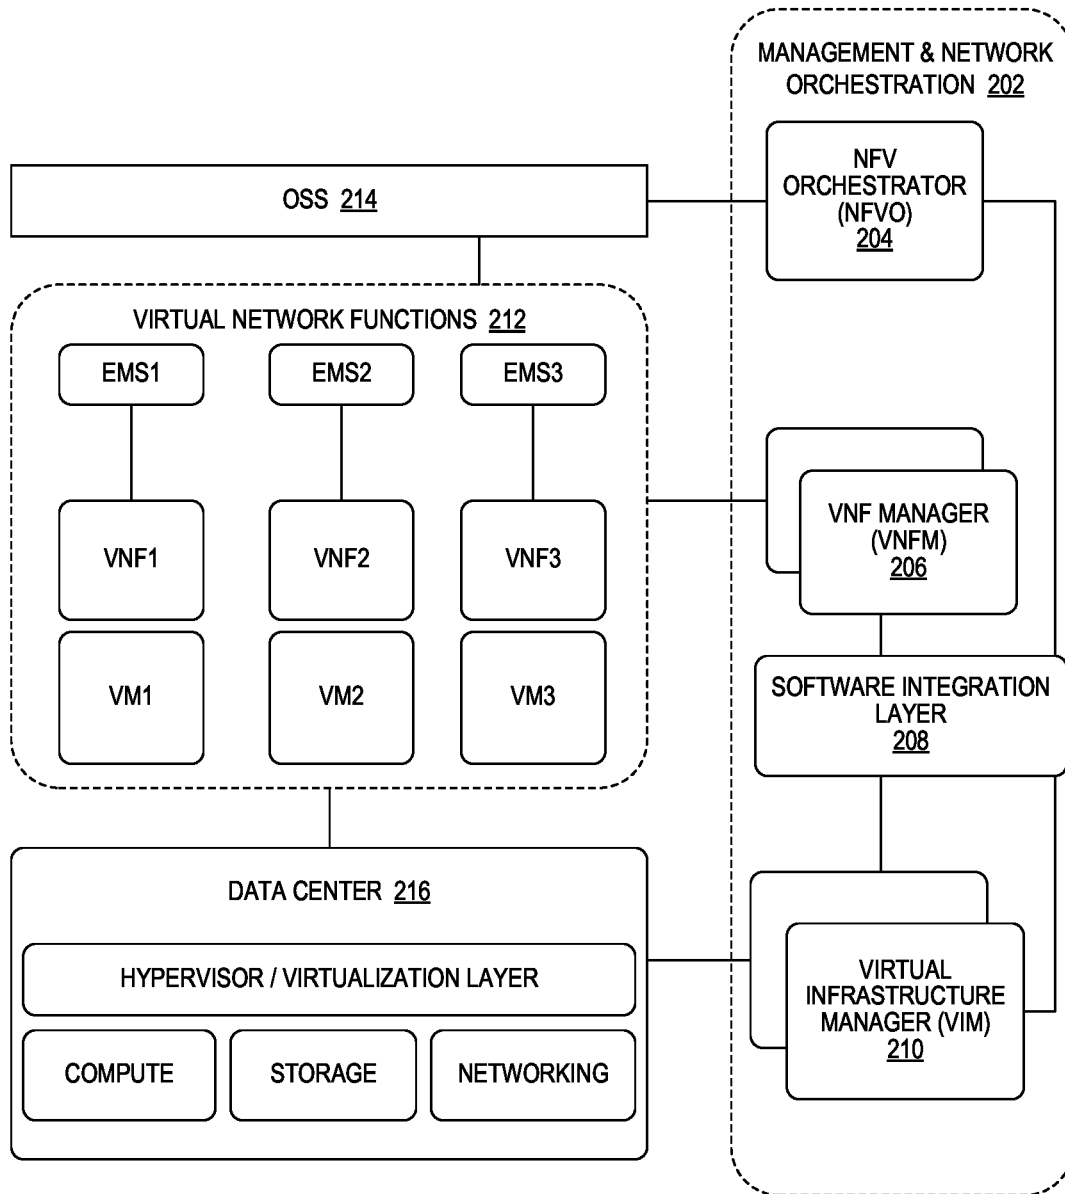 MANAGEMENT & NETWORK
ORCHESTRATION 202
NFV
ORCHESTRATOR
(NFVO)
204
OSS 214
VIRTUAL NETWORK FUNCTIONS 212
EMS1
EMS2
EMS3
VNF1
VNF2
VNF3
VNF MANAGER
(VNFM)
206
VM1
VM2
VM3
SOFTWARE INTEGRATION
LAYER
208
DATA CENTER 216
HYPERVISOR / VIRTUALIZATION LAYER
COMPUTE
STORAGE
NETWORKING
VIRTUAL
INFRASTRUCTURE
MANAGER (VIM)
210